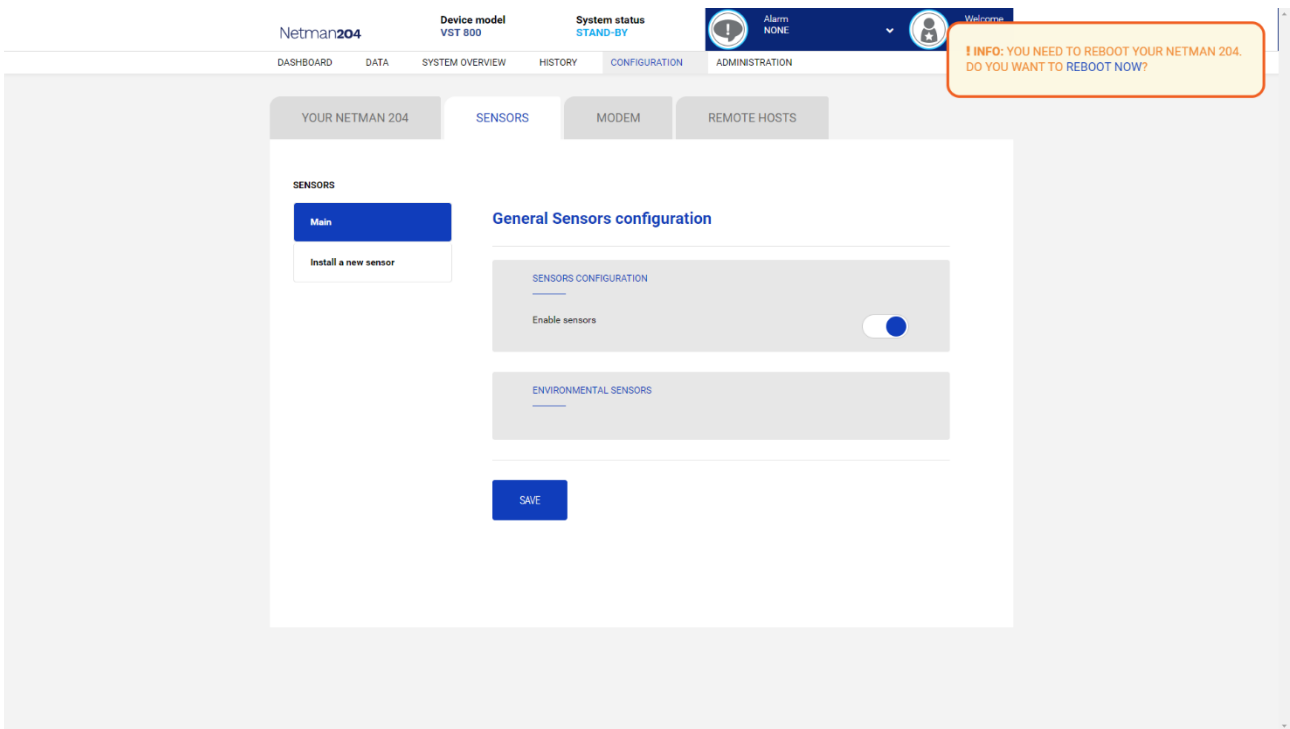 Netman204
Device model
VST 800
System status
STAND-BY
Alarm
NONE
Welcome
! INFO: YOU NEED TO REBOOT YOUR NETMAN 204.
DO YOU WANT TO REBOOT NOW?
DASHBOARD DATA SYSTEM OVERVIEW HISTORY CONFIGURATION ADMINISTRATION
YOUR NETMAN 204 SENSORS MODEM REMOTE HOSTS
SENSORS
Main
Install a new sensor
General Sensors configuration
SENSORS CONFIGURATION
Enable sensors
ENVIRONMENTAL SENSORS
SAVE